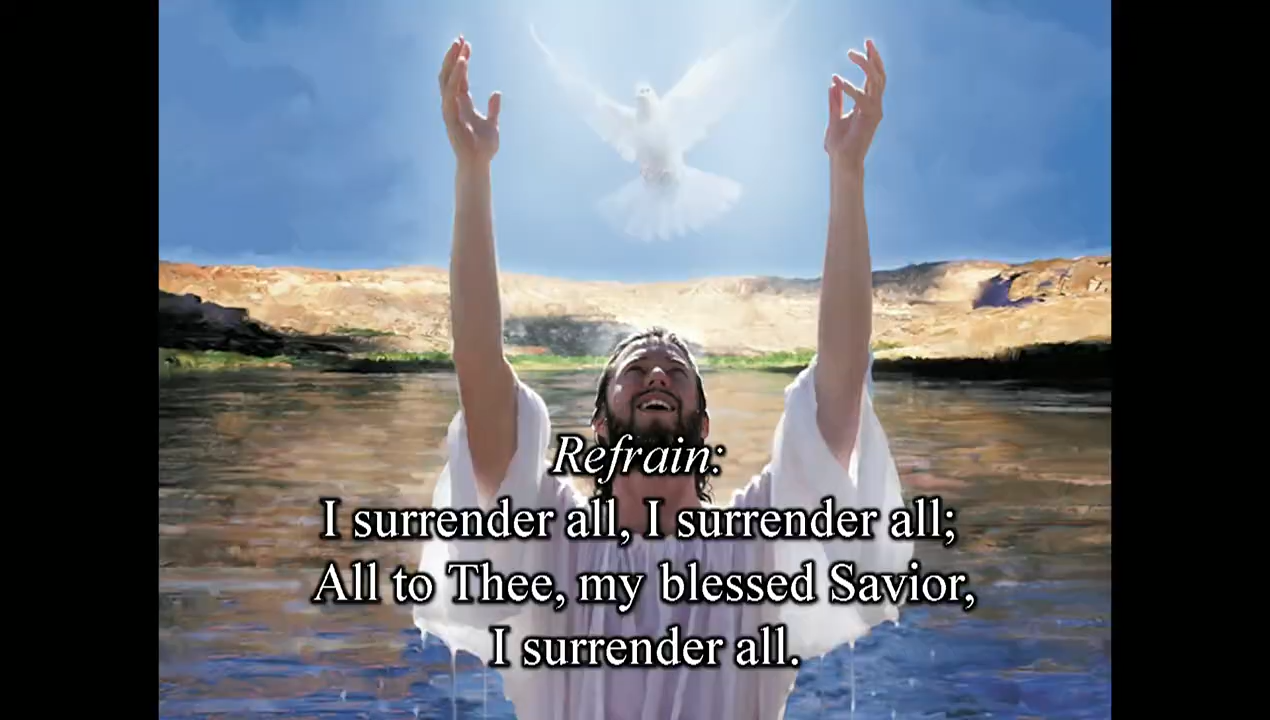 Refrain:
I surrender all, I surrender all;
All to Thee, my blessed Savior,
I surrender all.